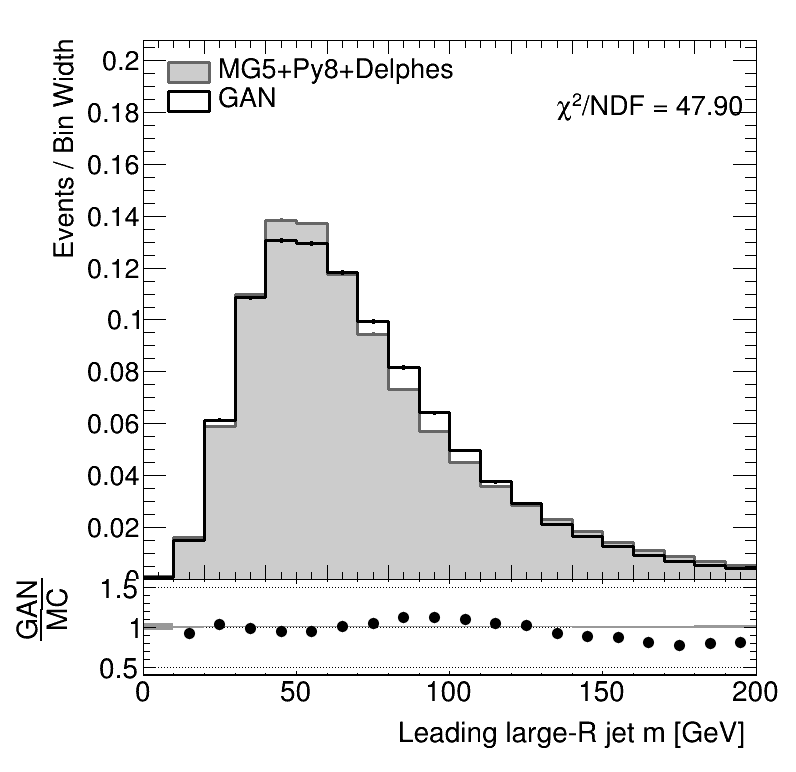 MG5+Py8+Delphes
GAN
χ²/NDF = 47.90
Events / Bin Width
0.2
0.18
0.16
0.14
0.12
0.1
0.08
0.06
0.04
0.02
0
GAN
MC
1.5
1
0.5
0 50 100 150 200
Leading large-R jet m [GeV]